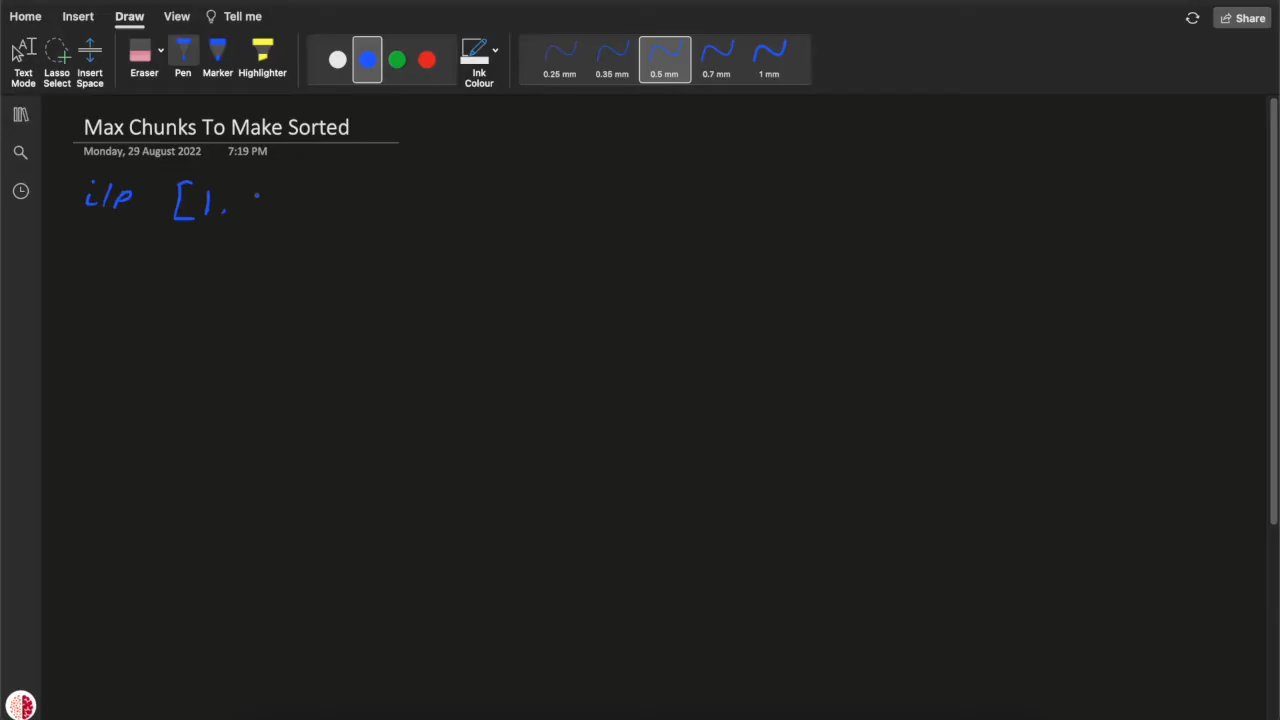 Home Insert Draw View Tell me Share
Text Mode Lasso Select Insert Space Eraser Pen Marker Highlighter Ink Colour 0.25 mm 0.35 mm 0.5 mm 0.7 mm 1 mm
Max Chunks To Make Sorted
Monday, 29 August 2022 7:19 PM
i/p [1,